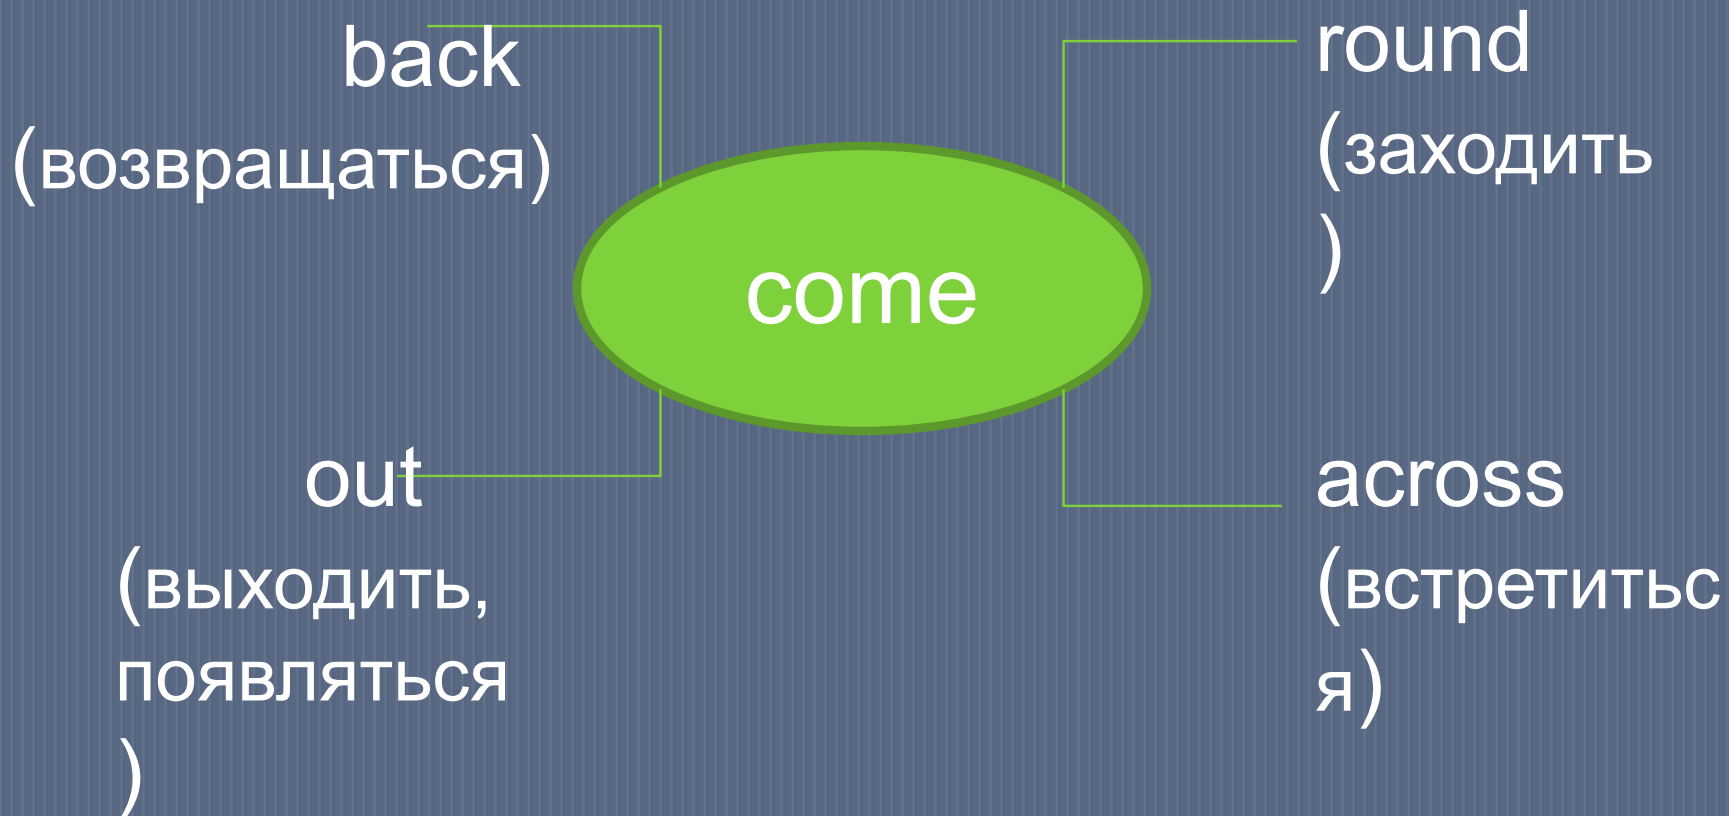 back
(возвращаться)
round
(заходить
)
come
out
(выходить,
появляться
)
across
(встретитьс
я)